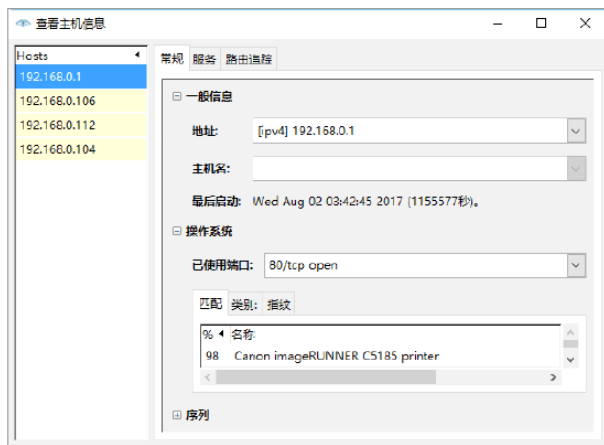 查看主机信息
Hosts
192.168.0.1
192.168.0.106
192.168.0.112
192.168.0.104
常规 服务 路由追踪
一般信息
地址: [ipv4] 192.168.0.1
主机名:
最后启动: Wed Aug 02 03:42:45 2017 (1155577秒)。
操作系统
已使用端口: 80/tcp open
匹配 类别: 指纹
% 名称
98 Canon imageRUNNER C5185 printer
序列